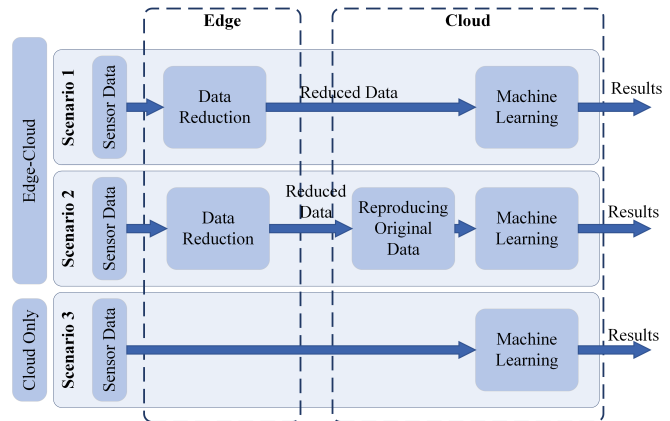 Edge
Cloud
Edge-Cloud
Scenario 1
Sensor Data
Data
Reduction
Reduced Data
Machine
Learning
Results
Scenario 2
Sensor Data
Data
Reduction
Reduced
Data
Reproducing
Original
Data
Machine
Learning
Results
Cloud Only
Scenario 3
Sensor Data
Machine
Learning
Results